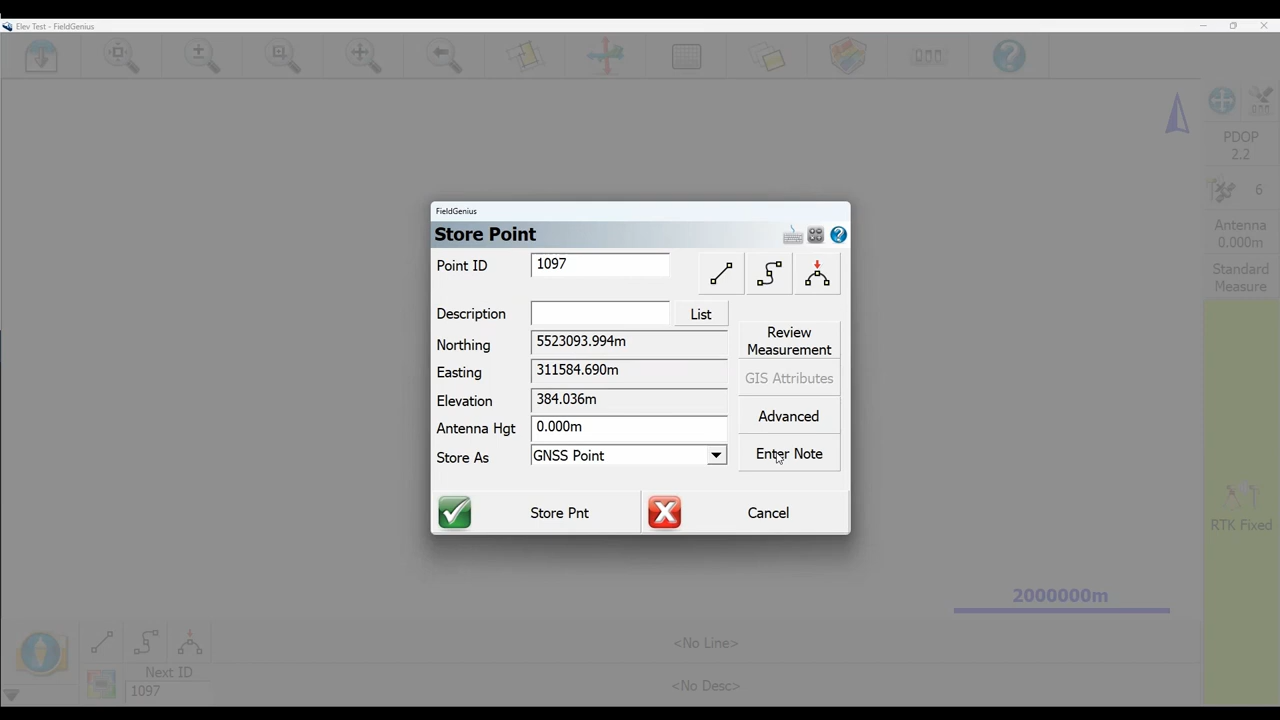 Elev Test - FieldGenius
PDOP
2.2
6
Antenna
0.000m
Standard
Measure
FieldGenius
Store Point
Point ID
1097
Description
List
Northing
5523093.994m
Review
Measurement
Easting
311584.690m
GIS Attributes
Elevation
384.036m
Advanced
Antenna Hgt
0.000m
Store As
GNSS Point
Enter Note
Store Pnt
Cancel
RTK Fixed
2000000m
<No Line>
Next ID
1097
<No Desc>